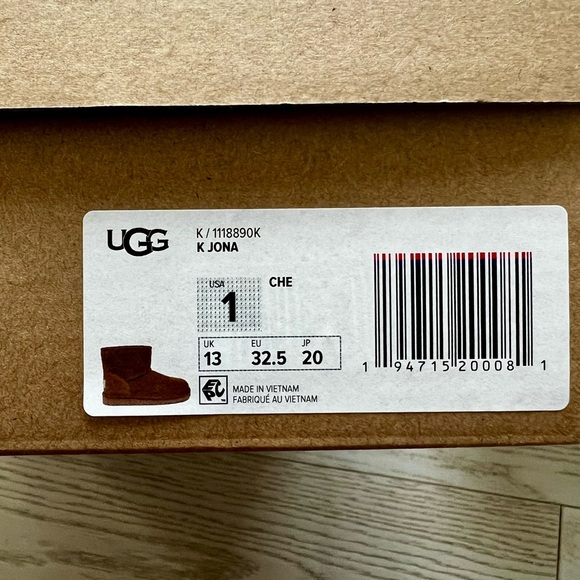 UGG
K / 1118890K
K JONA
USA
1
CHE
UK EU JP
13 32.5 20
1 94715 20008 1
MADE IN VIETNAM
FABRIQUÉ AU VIETNAM